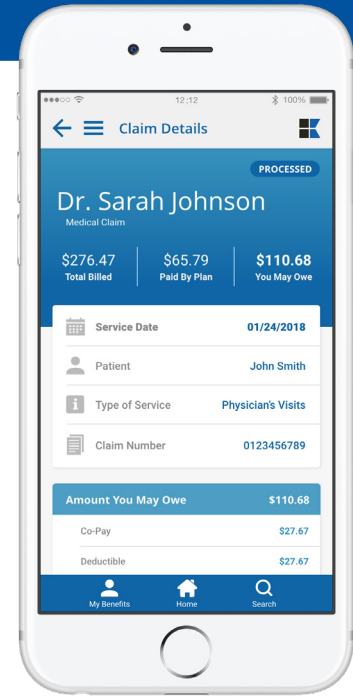 12:12 100%
Claim Details
PROCESSED
Dr. Sarah Johnson
Medical Claim
$276.47 $65.79 $110.68
Total Billed Paid By Plan You May Owe
Service Date 01/24/2018
Patient John Smith
Type of Service Physician's Visits
Claim Number 0123456789
Amount You May Owe $110.68
Co-Pay $27.67
Deductible $27.67
My Benefits Home Search